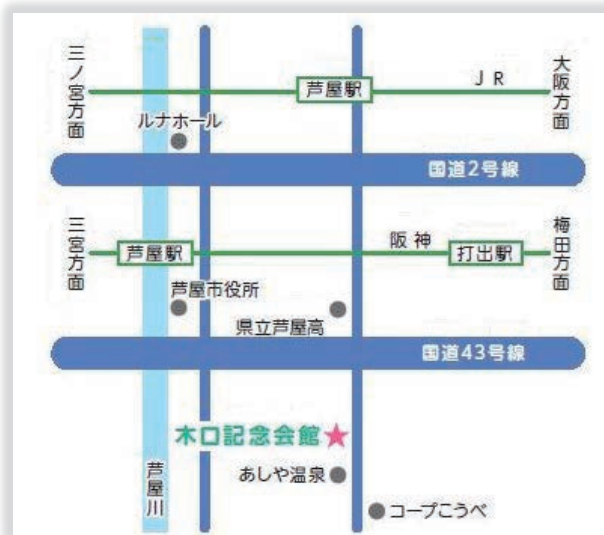 三ノ宮方面
芦屋駅
ＪＲ
大阪方面
ルナホール
国道2号線
三宮方面
芦屋駅
阪神
打出駅
梅田方面
芦屋市役所
県立芦屋高
国道43号線
木口記念会館
あしや温泉
芦屋川
コープこうべ